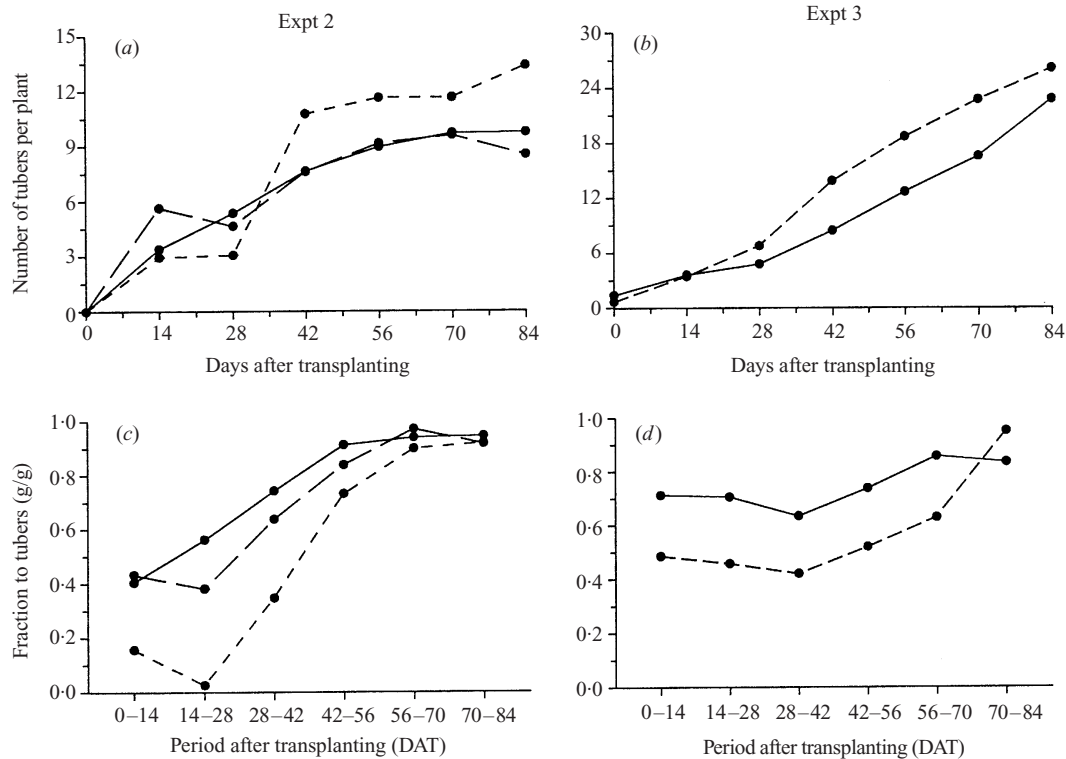 Expt 2
(a)
Number of tubers per plant
15
12
9
6
3
0
0 14 28 42 56 70 84
Days after transplanting
Expt 3
(b)
30
24
18
12
6
0
0 14 28 42 56 70 84
Days after transplanting
(c)
Fraction to tubers (g/g)
1·0
0·8
0·6
0·4
0·2
0·0
0–14 14–28 28–42 42–56 56–70 70–84
Period after transplanting (DAT)
(d)
1·0
0·8
0·6
0·4
0·2
0·0
0–14 14–28 28–42 42–56 56–70 70–84
Period after transplanting (DAT)